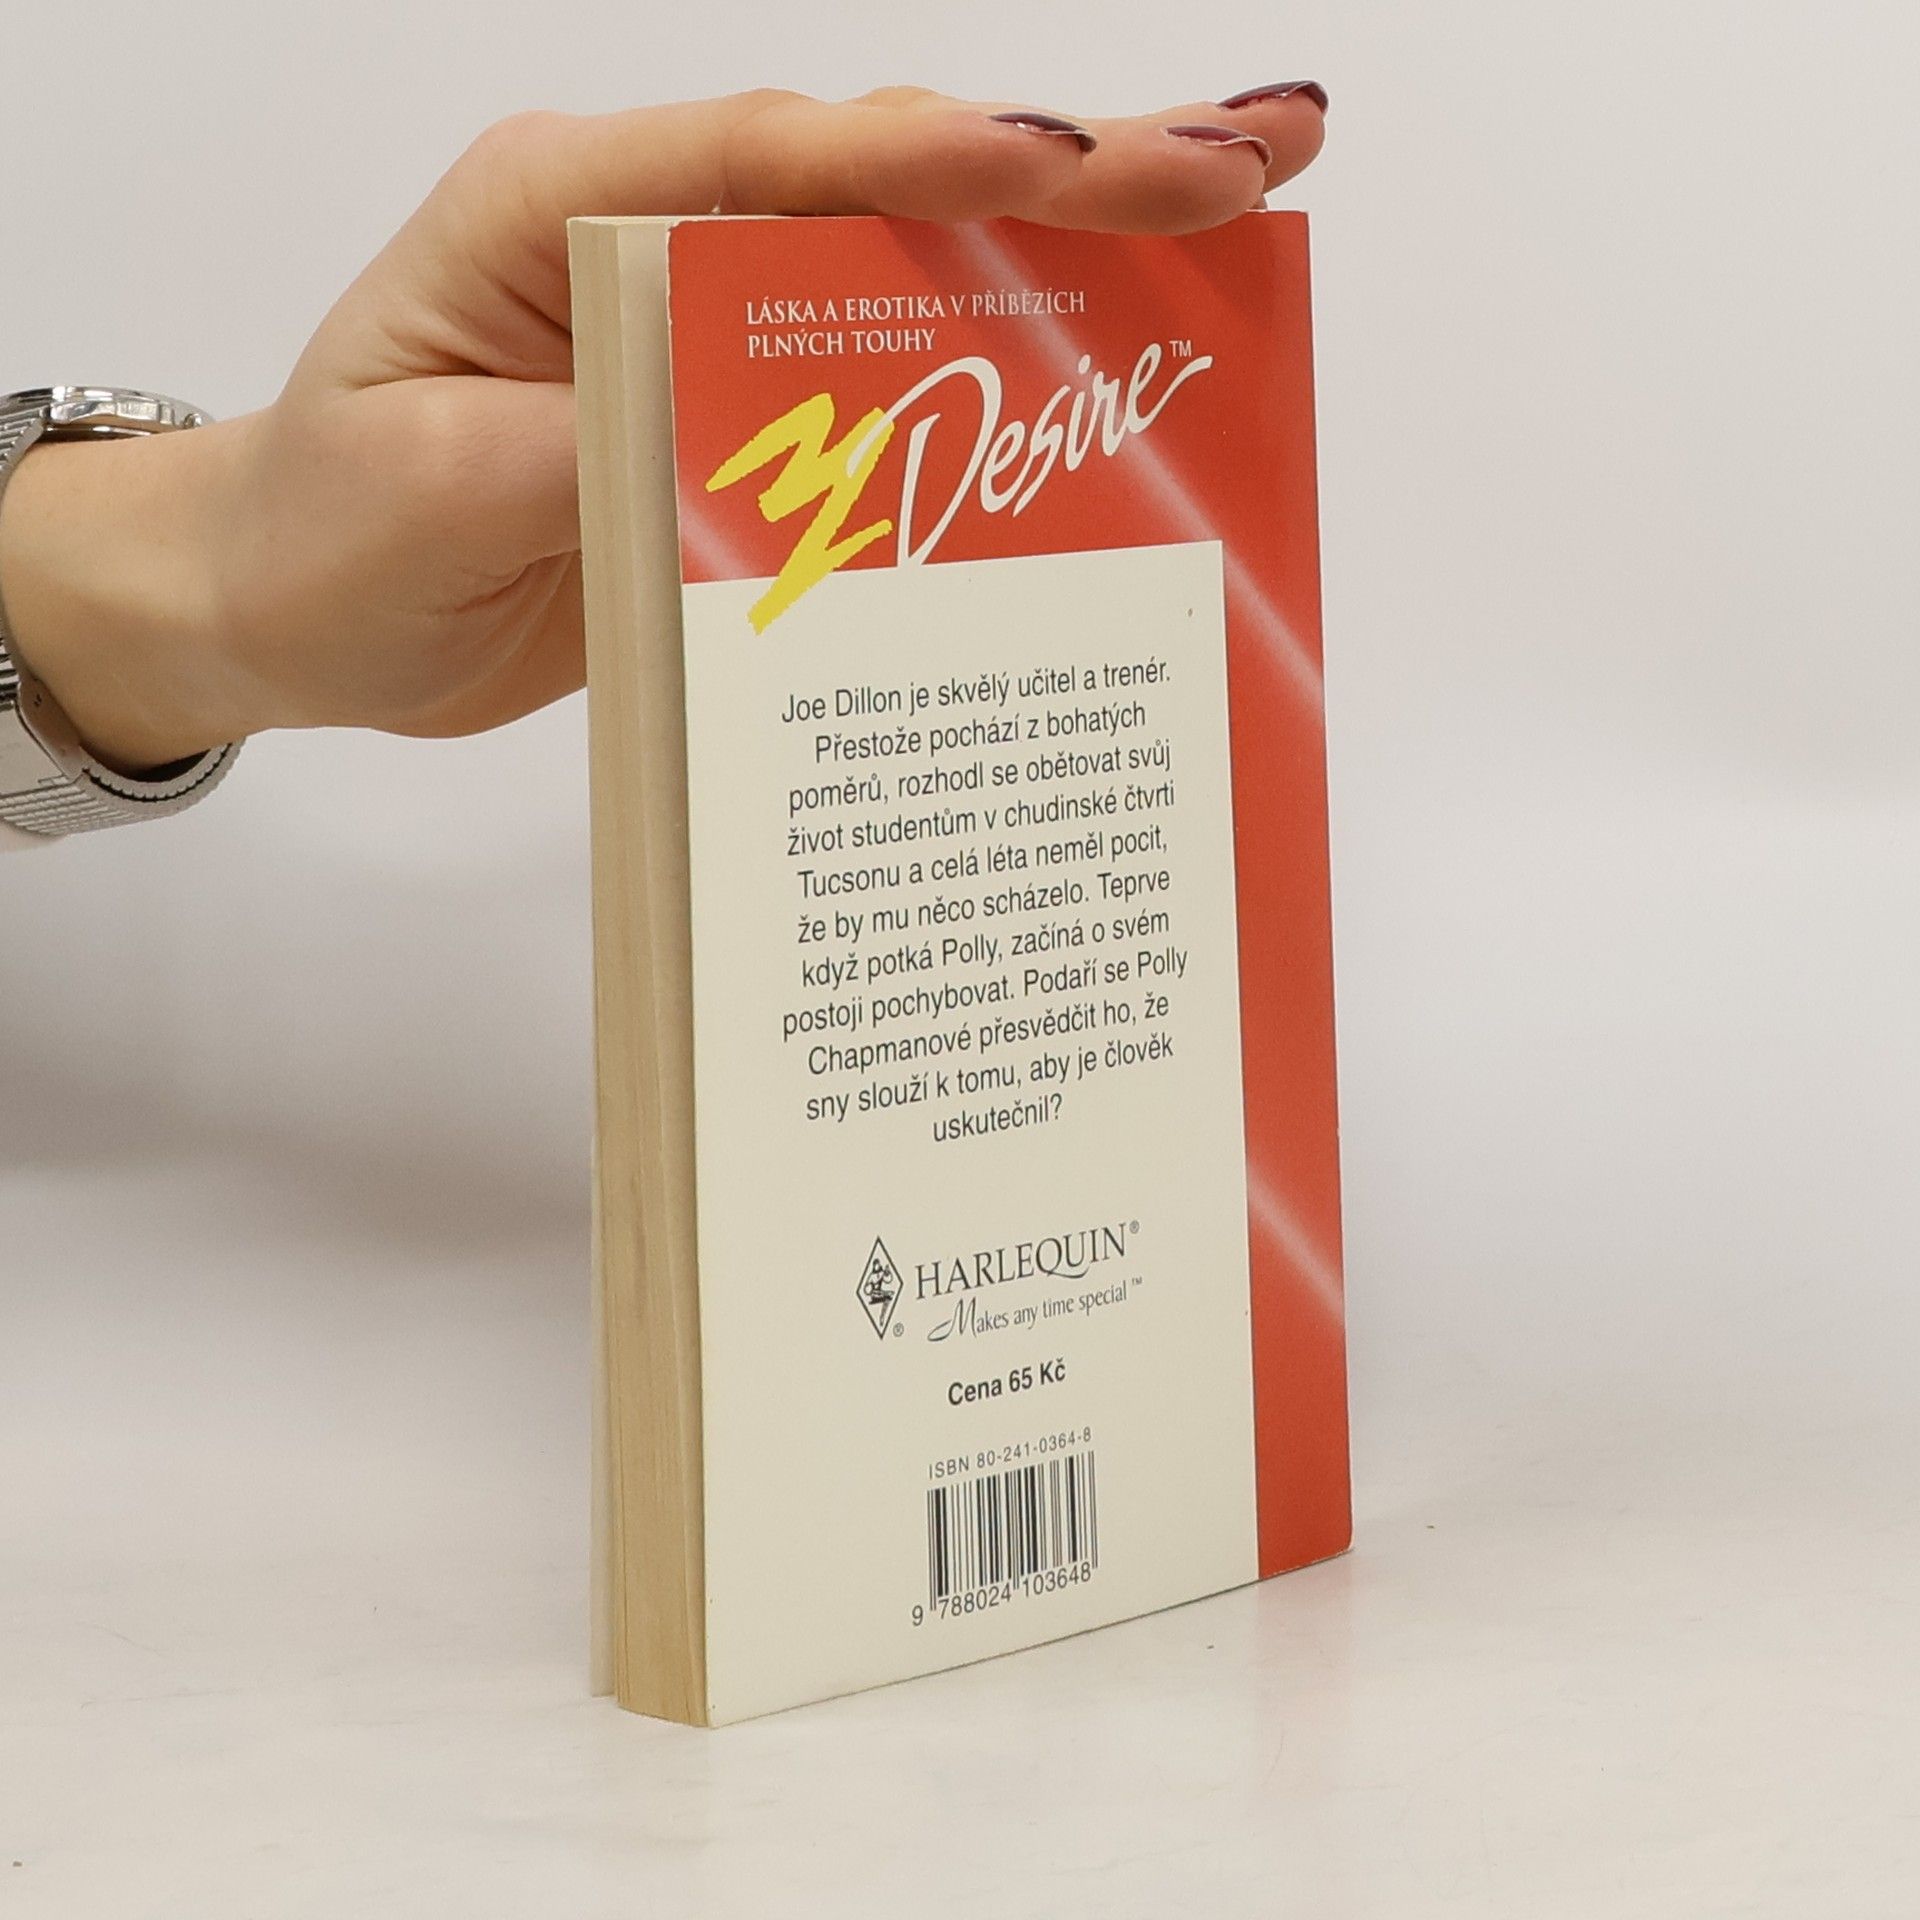 LÁSKA A EROTIKA V PŘÍBĚZÍCH
PLNÝCH TOUHY
Desire™
Joe Dillon je skvělý učitel a trenér.
Přestože pochází z bohatých
poměrů, rozhodl se obětovat svůj
život studentům v chudinské čtvrti
Tucsonu a celá léta neměl pocit,
že by mu něco scházelo. Teprve
když potká Polly, začíná o svém
postoji pochybovat. Podaří se Polly
Chapmanové přesvědčit ho, že
sny slouží k tomu, aby je člověk
uskutečnil?
HARLEQUIN®
Makes any time special™
®
Cena 65 Kč
ISBN 80-241-0364-8
9 788024 103648